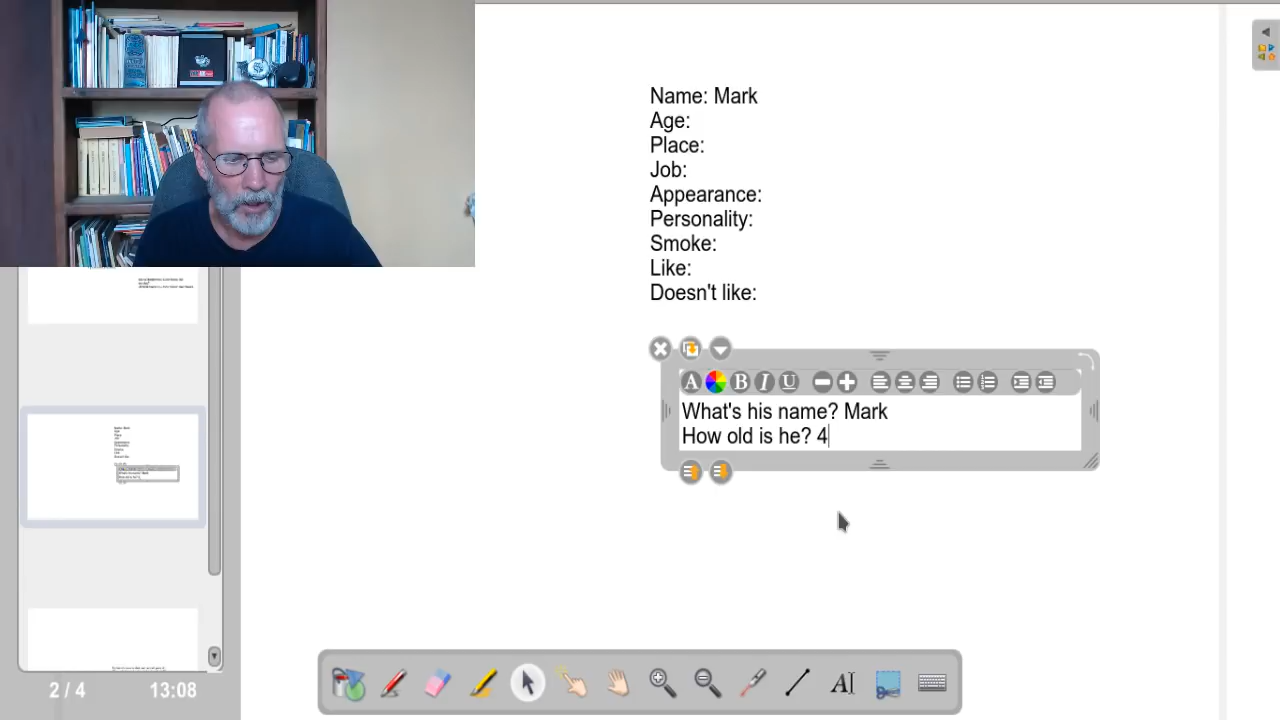 Name: Mark
Age:
Place:
Job:
Appearance:
Personality:
Smoke:
Like:
Doesn't like:
A B I U
What's his name? Mark
How old is he? 4
2 / 4
13:08
AI